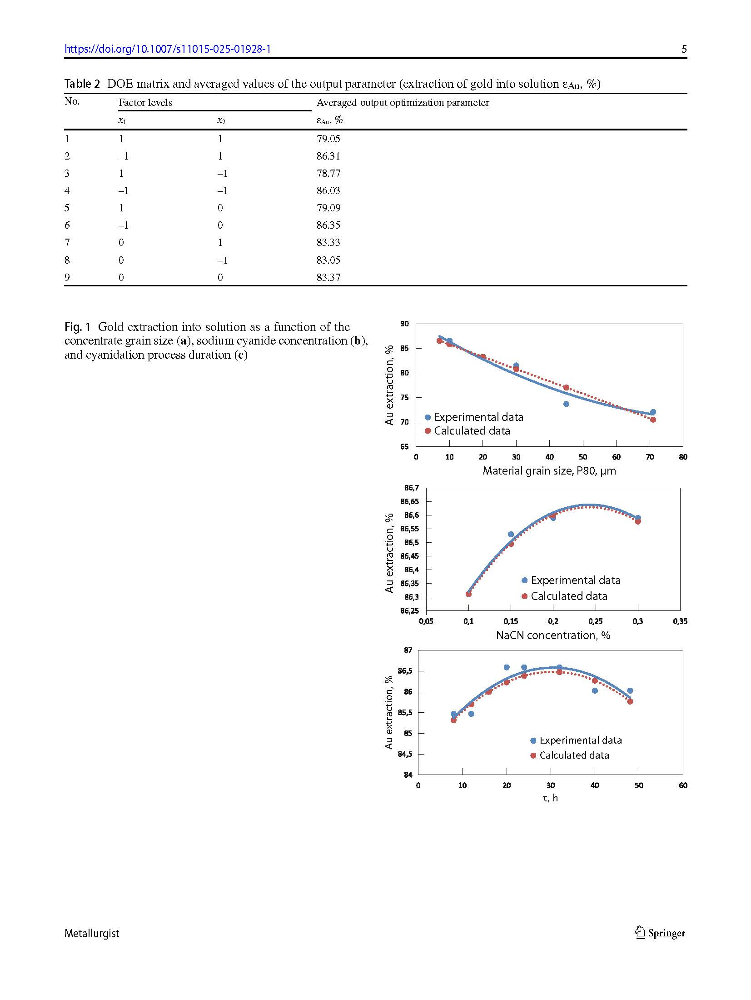 https://doi.org/10.1007/s11015-025-01928-1 5
Table 2 DOE matrix and averaged values of the output parameter (extraction of gold into solution εAu, %)
No. Factor levels Averaged output optimization parameter
x1 x2 εAu, %
1 1 1 79.05
2 –1 1 86.31
3 1 –1 78.77
4 –1 –1 86.03
5 1 0 79.09
6 –1 0 86.35
7 0 1 83.33
8 0 –1 83.05
9 0 0 83.37
Fig. 1 Gold extraction into solution as a function of the
concentrate grain size (a), sodium cyanide concentration (b),
and cyanidation process duration (c)
Au extraction, %
90
85
80
75
70
65
Experimental data
Calculated data
0 10 20 30 40 50 60 70 80
Material grain size, P80, μm
Au extraction, %
86,7
86,65
86,6
86,55
86,5
86,45
86,4
86,35
86,3
86,25
Experimental data
Calculated data
0,05 0,1 0,15 0,2 0,25 0,3 0,35
NaCN concentration, %
Au extraction, %
87
86,5
86
85,5
85
84,5
84
Experimental data
Calculated data
0 10 20 30 40 50 60
τ, h
Metallurgist Springer